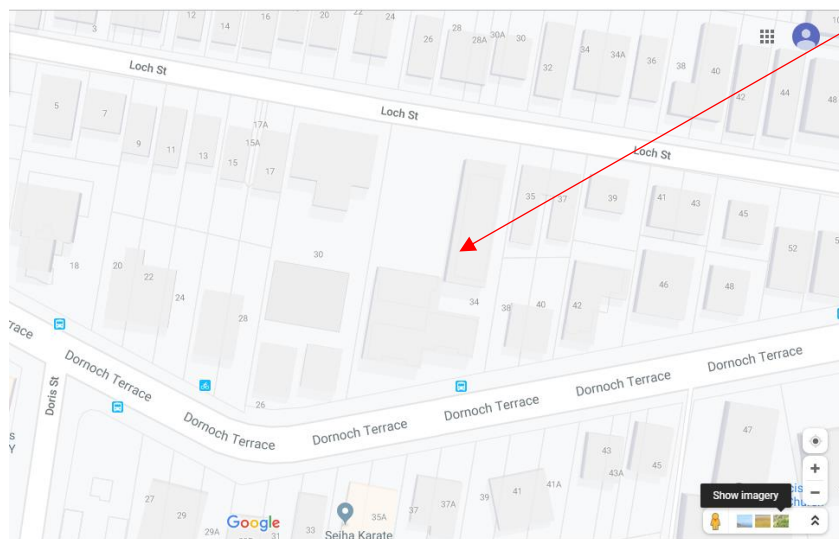 3
12
14
16
20
22
24
26
28
28A
30A
30
32
34
34A
36
38
40
42
44
48
Loch St
Loch St
Loch St
5
7
9
11
13
15A
15
17A
17
35
37
39
41
43
45
52
18
20
22
24
28
30
26
34
38
40
42
46
48
Dornoch Terrace
Dornoch Terrace
Dornoch Terrace
Dornoch Terrace
Dornoch Terrace
Dornoch Terrace
Doris St
27
29
29A
31
33
35A
37
37A
39
41
41A
43
43A
45
47
Google
Seiha Karate
Show imagery